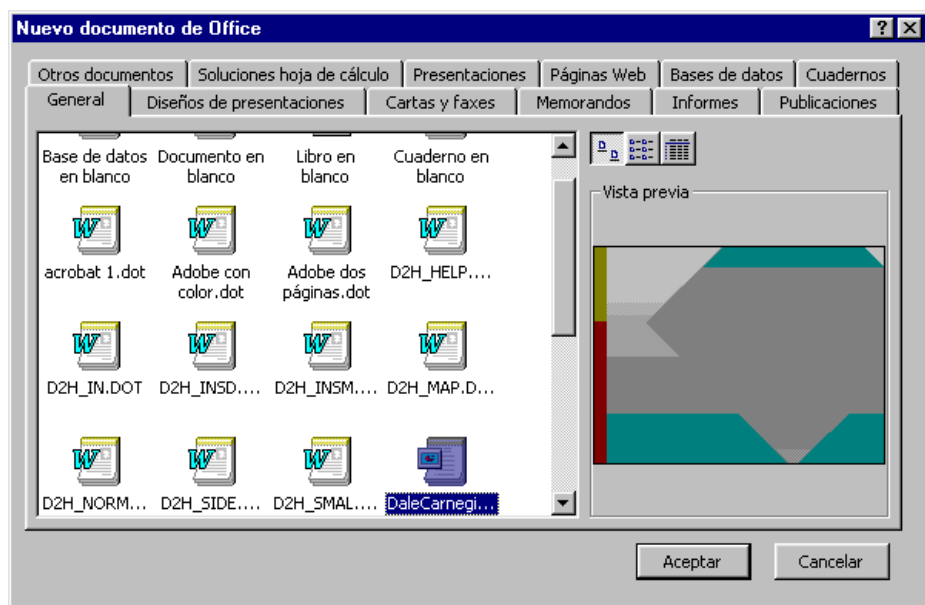 Nuevo documento de Office
Otros documentos Soluciones hoja de cálculo Presentaciones Páginas Web Bases de datos Cuadernos
General Diseños de presentaciones Cartas y faxes Memorandos Informes Publicaciones
Base de datos Documento en Libro en Cuaderno en
en blanco blanco blanco blanco
Vista previa
acrobat 1.dot Adobe con Adobe dos D2H_HELP....
color.dot páginas.dot
D2H_IN.DOT D2H_INSD.... D2H_INSM.... D2H_MAP.D...
D2H_NORM... D2H_SIDE.... D2H_SMAL.... DaleCarnegi...
Aceptar Cancelar